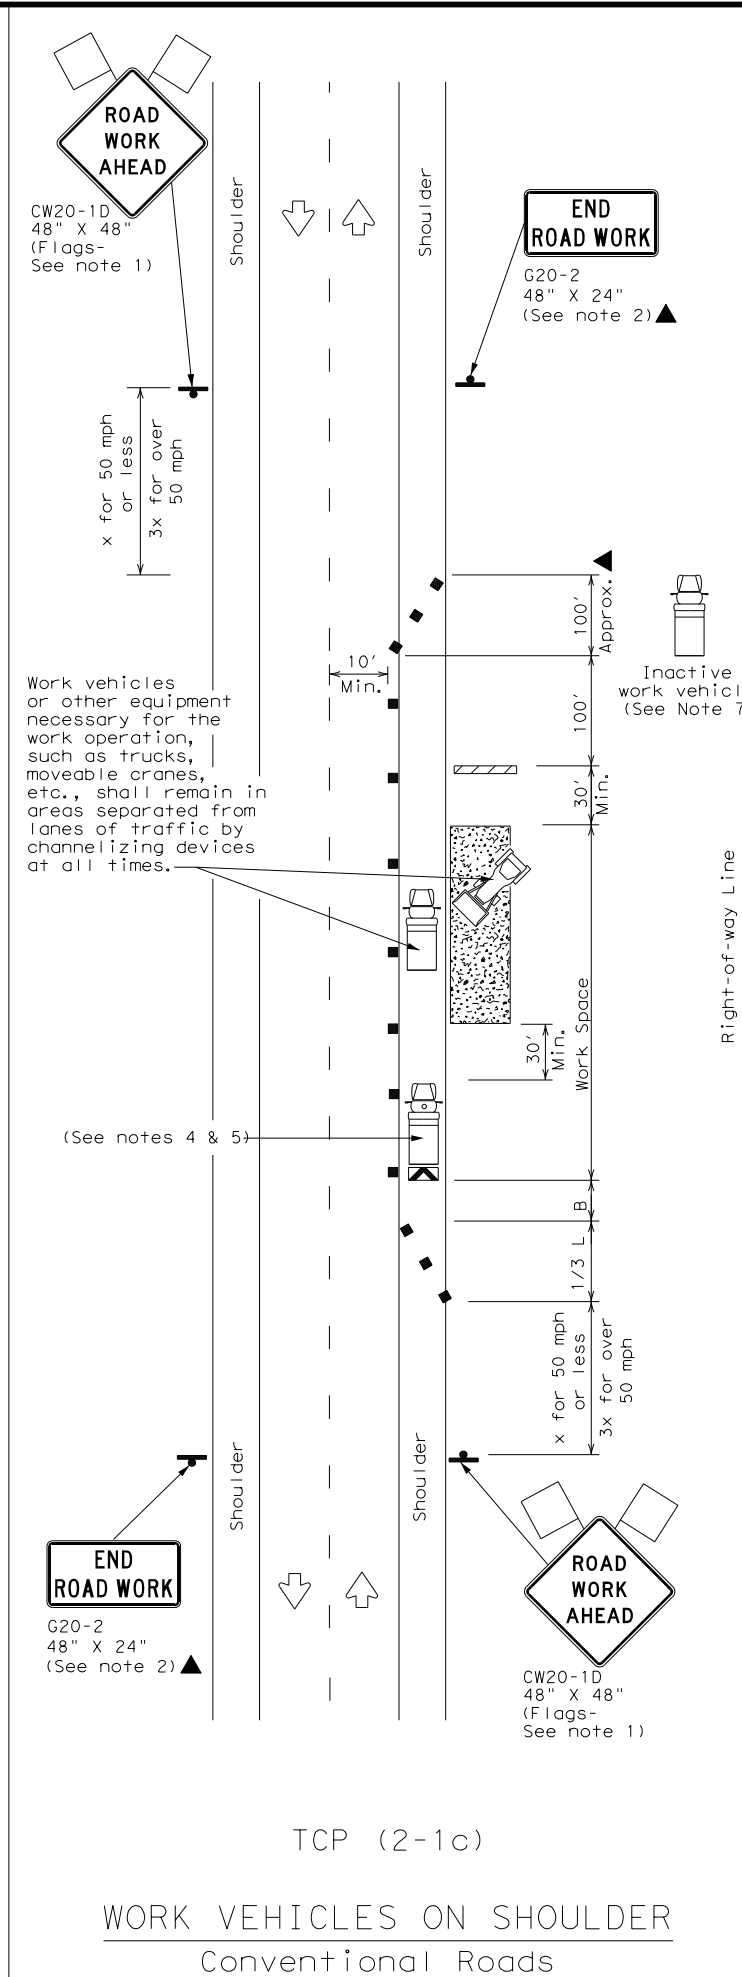 ROAD
WORK
AHEAD
CW20-1D
48" X 48"
(Flags-
See note 1)
Shoulder
Shoulder
END
ROAD WORK
G20-2
48" X 24"
(See note 2)
x for 50 mph
or less
3x for over
50 mph
100'
Approx.
Inactive
work vehicl
(See Note 7
10'
Min.
100'
30'
Min.
Work vehicles
or other equipment
necessary for the
work operation,
such as trucks,
moveable cranes,
etc., shall remain in
areas separated from
lanes of traffic by
channelizing devices
at all times.
Right-of-way Line
Work Space
30'
Min.
(See notes 4 & 5)
B
1/3 L
x for 50 mph
or less
3x for over
50 mph
Shoulder
Shoulder
END
ROAD WORK
G20-2
48" X 24"
(See note 2)
ROAD
WORK
AHEAD
CW20-1D
48" X 48"
(Flags-
See note 1)
TCP (2-1c)
WORK VEHICLES ON SHOULDER
Conventional Roads